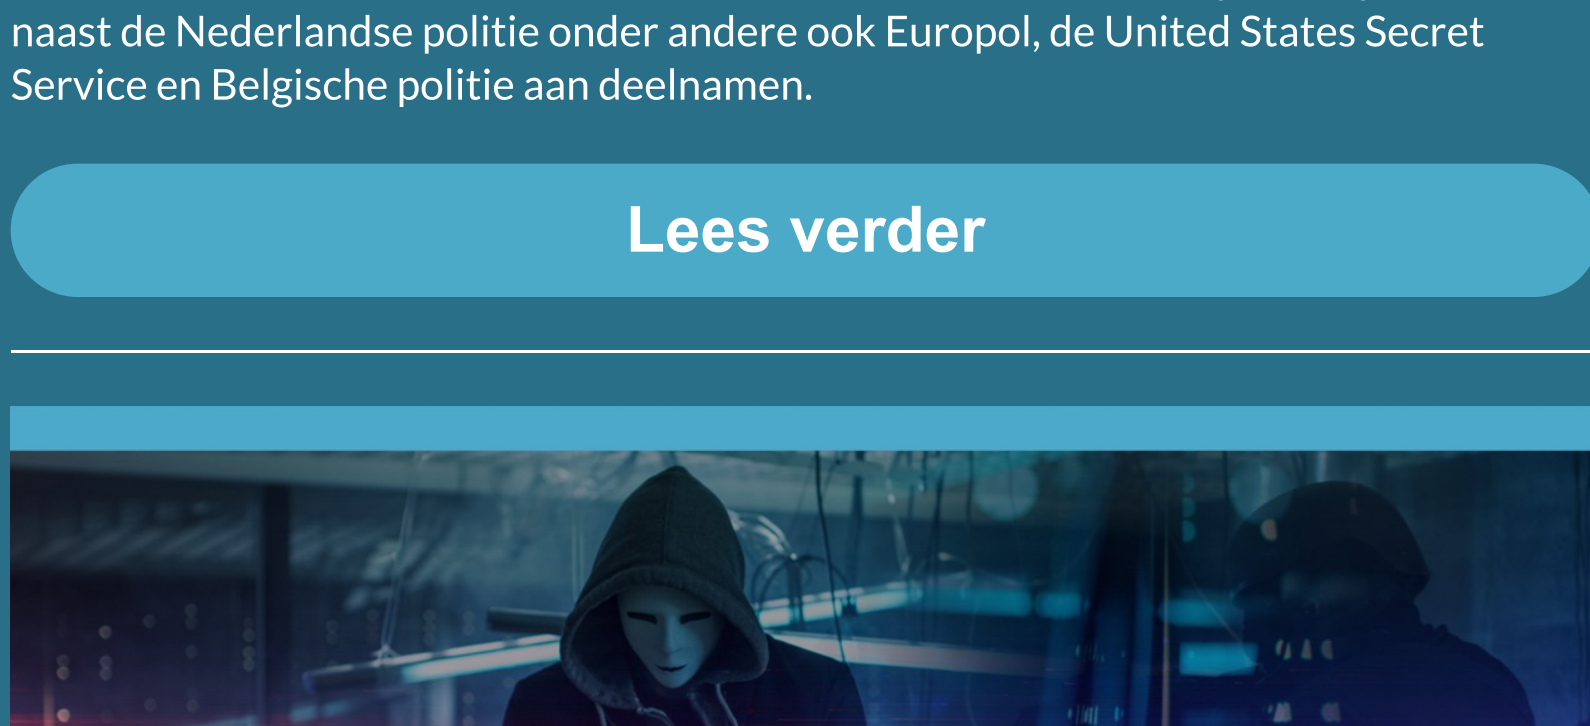 naast de Nederlandse politie onder andere ook Europol, de United States Secret
Service en Belgische politie aan deelnamen.
Lees verder